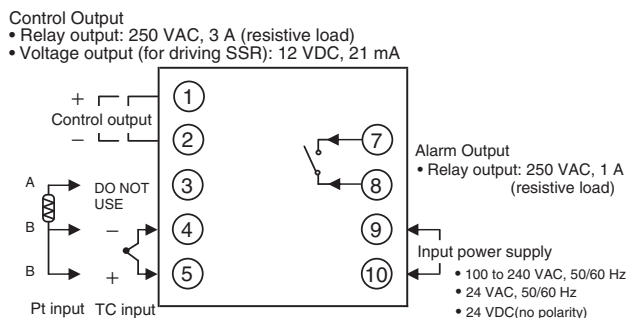 Control Output
• Relay output: 250 VAC, 3 A (resistive load)
• Voltage output (for driving SSR): 12 VDC, 21 mA
+
Control output
−
1
2
3
4
5
7
8
9
10
A
B
B
DO NOT
USE
−
+
Pt input TC input
Alarm Output
• Relay output: 250 VAC, 1 A
(resistive load)
Input power supply
• 100 to 240 VAC, 50/60 Hz
• 24 VAC, 50/60 Hz
• 24 VDC(no polarity)